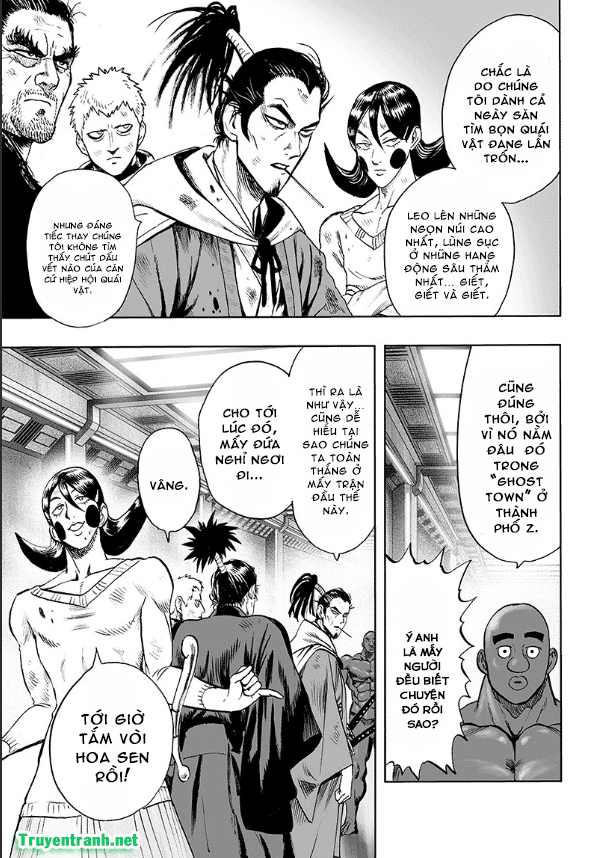 CHẮC LÀ
DO CHÚNG
TÔI DÀNH CẢ
NGÀY SĂN
TÌM BỌN QUÁI
VẬT ĐANG LẨN
TRỐN...
LEO LÊN NHỮNG
NGỌN NÚI CAO
NHẤT, LÙNG SỤC
Ở NHỮNG HANG
ĐỘNG SÂU THẲM
NHẤT... GIẾT,
GIẾT VÀ GIẾT.
NHƯNG ĐÁNG
TIẾC THAY CHÚNG
TÔI KHÔNG TÌM
THẤY CHÚT DẤU
VẾT NÀO CỦA CĂN
CỨ HIỆP HỘI QUÁI
VẬT.
CŨNG
ĐÚNG
THÔI, BỞI
VÌ NÓ NẰM
ĐÂU ĐÓ
TRONG
"GHOST
TOWN" Ở
THÀNH
PHỐ Z.
Ý ANH
LÀ MẤY
NGƯỜI
ĐỀU BIẾT
CHUYỆN
ĐÓ RỒI
SAO?
THÌ RA LÀ
NHƯ VẬY...
CŨNG DỄ
HIỂU TẠI
SAO CHÚNG
TA TOÀN
THẮNG Ở
MẤY TRẬN
ĐẤU THẾ
NÀY.
CHO TỚI
LÚC ĐÓ,
MẤY ĐỨA
NGHỈ NGƠI
ĐI...
VÂNG.
TỚI GIỜ
TẮM VÒI
HOA SEN
RỒI!
Truyentranh.net